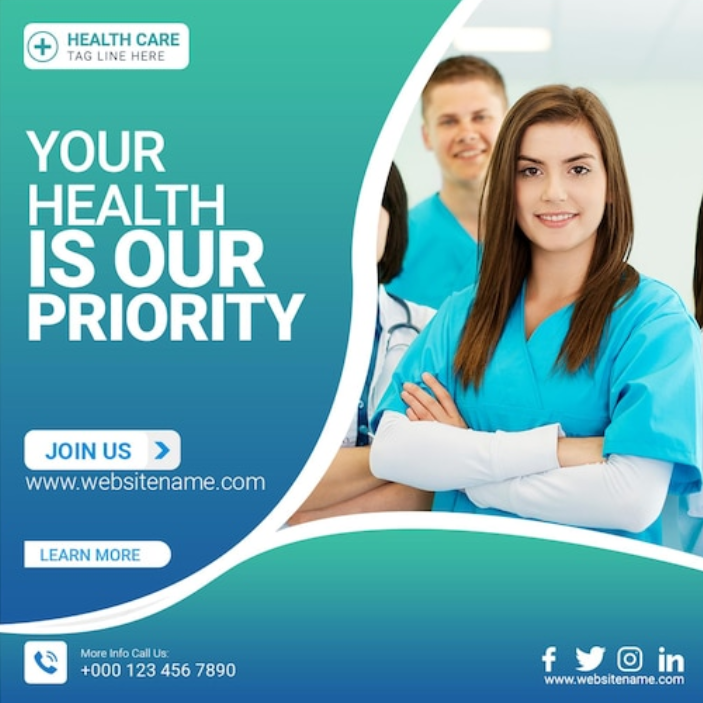 HEALTH CARE
TAG LINE HERE
YOUR
HEALTH
IS OUR
PRIORITY
JOIN US
www.websitename.com
LEARN MORE
More Info Call Us:
+000 123 456 7890
www.websitename.com